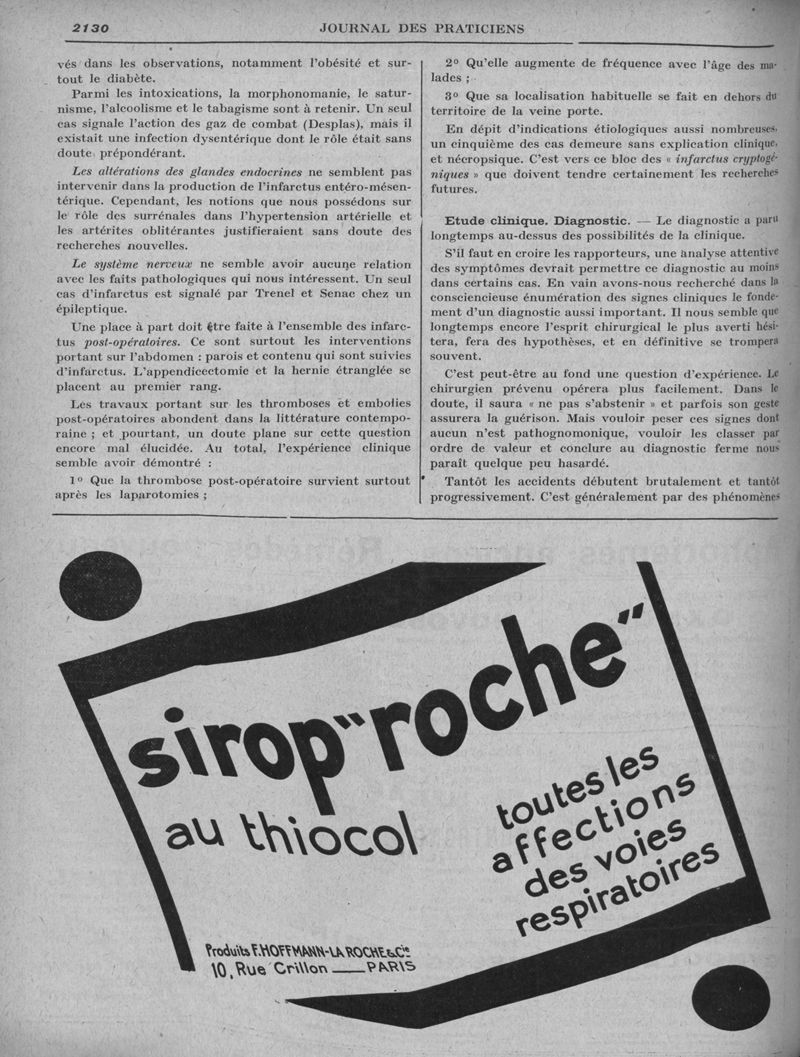 2130
JOURNAL DES PRATICIENS
vés dans les observations, notamment l'obésité et sur-
tout le diabète.
Parmi les intoxications, la morphonomanie, le satur-
nisme, l'alcoolisme et le tabagisme sont à retenir. Un seul
cas signale l'action des gaz de combat (Desplas), mais il
existait une infection dysentérique dont le rôle était sans
doute prépondérant.
Les altérations des glandes endocrines ne semblent pas
intervenir dans la production de l'infarctus entéro-mésen-
térique. Cependant, les notions que nous possédons sur
le rôle des surrénales dans l'hypertension artérielle et
les artérites oblitérantes justifieraient sans doute des
recherches nouvelles.
Le système nerveux ne semble avoir aucune relation
avec les faits pathologiques qui nous intéressent. Un seul
cas d'infarctus est signalé par Trenel et Senac chez un
épileptique.
Une place à part doit être faite à l'ensemble des infarc-
tus post-opératoires. Ce sont surtout les interventions
portant sur l'abdomen : parois et contenu qui sont suivies
d'infarctus. L'appendicectomie et la hernie étranglée se
placent au premier rang.
Les travaux portant sur les thromboses et embolies
post-opératoires abondent dans la littérature contempo-
raine ; et pourtant, un doute plane sur cette question
encore mal élucidée. Au total, l'expérience clinique
semble avoir démontré :
1º Que la thrombose post-opératoire survient surtout
après les laparotomies ;
2º Qu'elle augmente de fréquence avec l'âge des ma-
lades ;
3º Que sa localisation habituelle se fait en dehors du
territoire de la veine porte.
En dépit d'indications étiologiques aussi nombreuses,
un cinquième des cas demeure sans explication clinique,
et nécropsique. C'est vers ce bloc des « infarctus cryptogé-
niques » que doivent tendre certainement les recherches
futures.
Etude clinique. Diagnostic. — Le diagnostic a paru
longtemps au-dessus des possibilités de la clinique.
S'il faut en croire les rapporteurs, une analyse attentive
des symptômes devrait permettre ce diagnostic au moins
dans certains cas. En vain avons-nous recherché dans la
consciencieuse énumération des signes cliniques le fonde-
ment d'un diagnostic aussi important. Il nous semble que
longtemps encore l'esprit chirurgical le plus averti hési-
tera, fera des hypothèses, et en définitive se trompera
souvent.
C'est peut-être au fond une question d'expérience. Le
chirurgien prévenu opérera plus facilement. Dans le
doute, il saura « ne pas s'abstenir » et parfois son geste
assurera la guérison. Mais vouloir peser ces signes dont
aucun n'est pathognomonique, vouloir les classer par
ordre de valeur et conclure au diagnostic ferme nous
paraît quelque peu hasardé.
Tantôt les accidents débutent brutalement et tantôt
progressivement. C'est généralement par des phénomènes
sirop "roche"
au thiocol
toutes les
affections
des voies
respiratoires
Produits F. HOFFMANN-LA ROCHE & Cie
10, Rue Crillon — PARIS